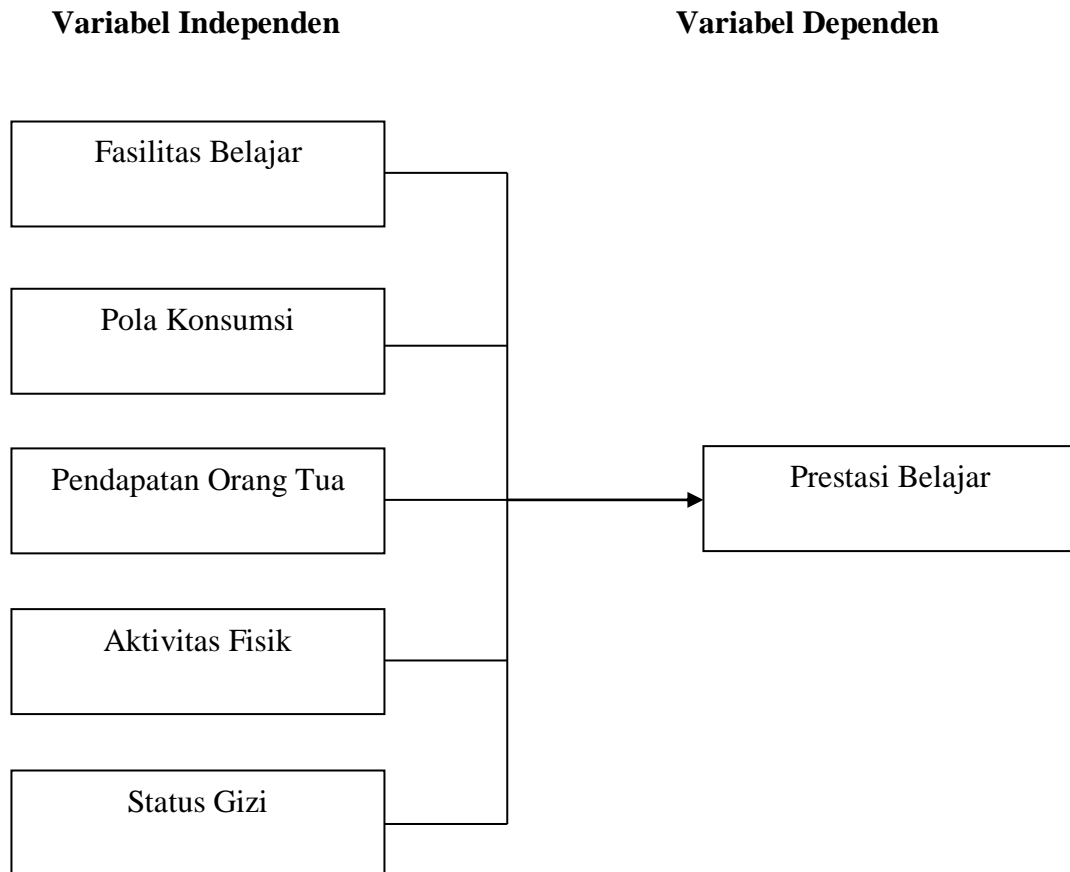 Variabel Independen
Variabel Dependen
Fasilitas Belajar
Pola Konsumsi
Pendapatan Orang Tua
Prestasi Belajar
Aktivitas Fisik
Status Gizi